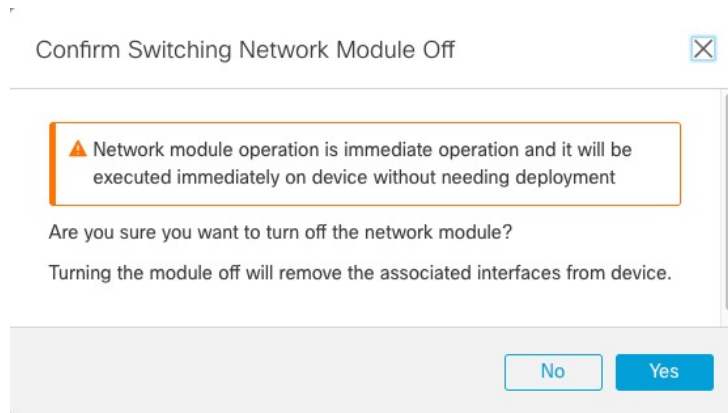 Confirm Switching Network Module Off
Network module operation is immediate operation and it will be
executed immediately on device without needing deployment
Are you sure you want to turn off the network module?
Turning the module off will remove the associated interfaces from device.
No
Yes